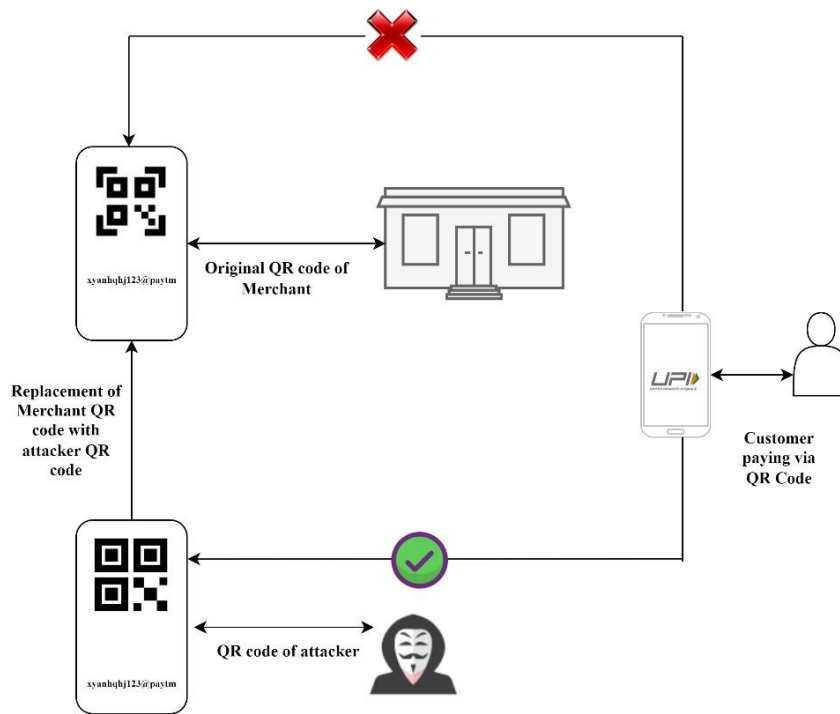 xyanhqhj123@paytm
Original QR code of
Merchant
Replacement of
Merchant QR
code with
attacker QR
code
UPI
Customer
paying via
QR Code
QR code of attacker
xyanhqhj123@paytm